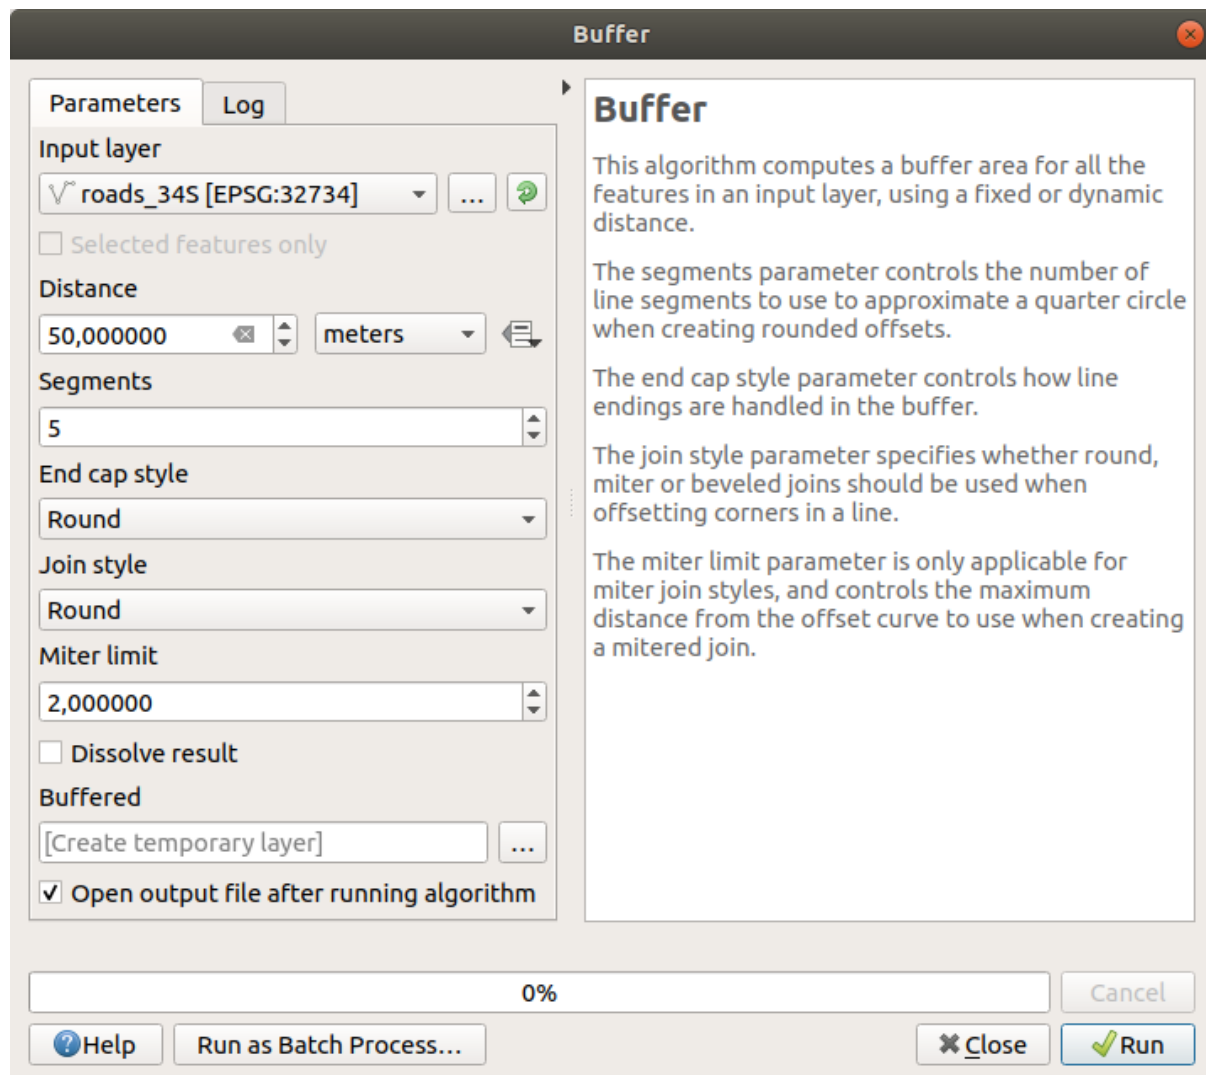 Buffer
Parameters
Log
Input layer
roads_34S [EPSG:32734]
...
Selected features only
Distance
50,000000
meters
Segments
5
End cap style
Round
Join style
Round
Miter limit
2,000000
Dissolve result
Buffered
[Create temporary layer]
...
Open output file after running algorithm
Buffer
This algorithm computes a buffer area for all the
features in an input layer, using a fixed or dynamic
distance.
The segments parameter controls the number of
line segments to use to approximate a quarter circle
when creating rounded offsets.
The end cap style parameter controls how line
endings are handled in the buffer.
The join style parameter specifies whether round,
miter or beveled joins should be used when
offsetting corners in a line.
The miter limit parameter is only applicable for
miter join styles, and controls the maximum
distance from the offset curve to use when creating
a mitered join.
0%
Cancel
Help
Run as Batch Process...
Close
Run